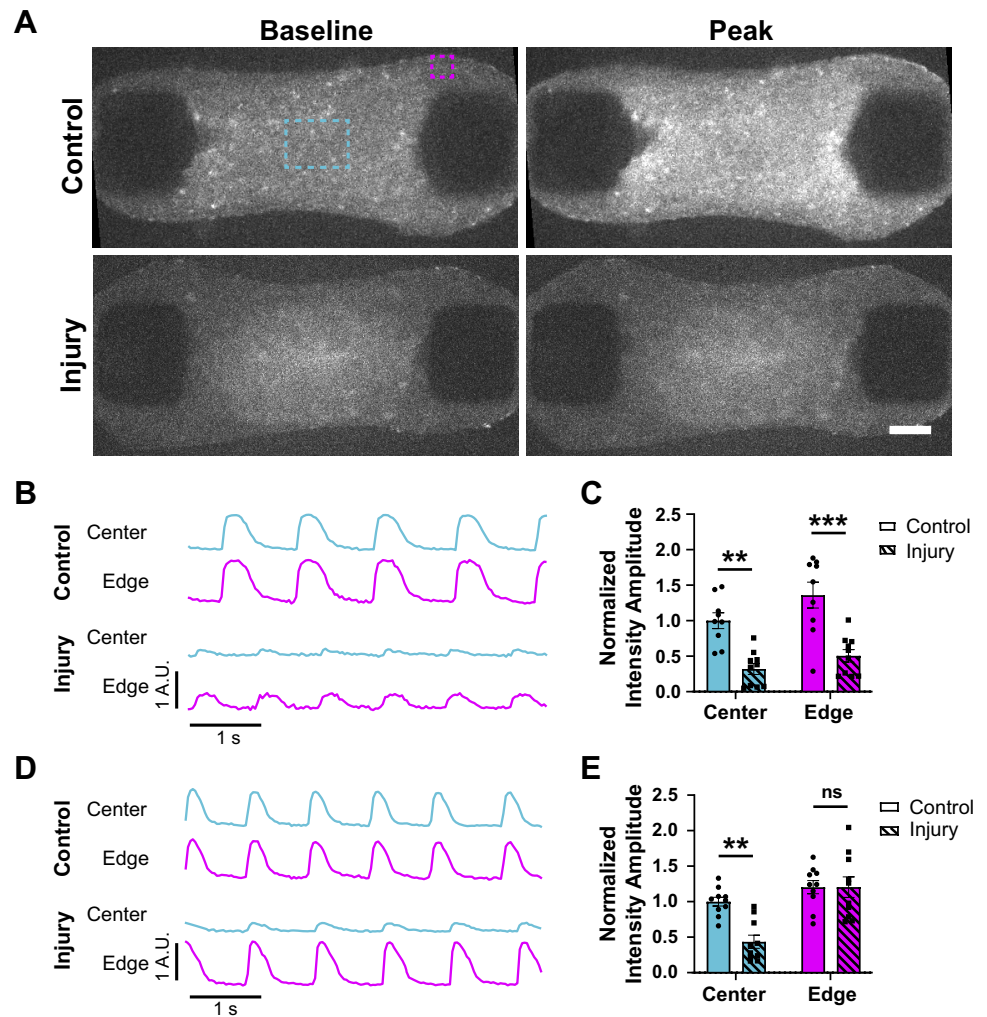 A
Baseline
Peak
Control
Injury
B
Control
Center
Edge
Injury
Center
Edge
1 A.U.
1 s
C
Normalized
Intensity Amplitude
2.5
2.0
1.5
1.0
0.5
0.0
**
***
Center
Edge
Control
Injury
D
Control
Center
Edge
Injury
Center
Edge
1 A.U.
1 s
E
Normalized
Intensity Amplitude
2.5
2.0
1.5
1.0
0.5
0.0
**
ns
Center
Edge
Control
Injury